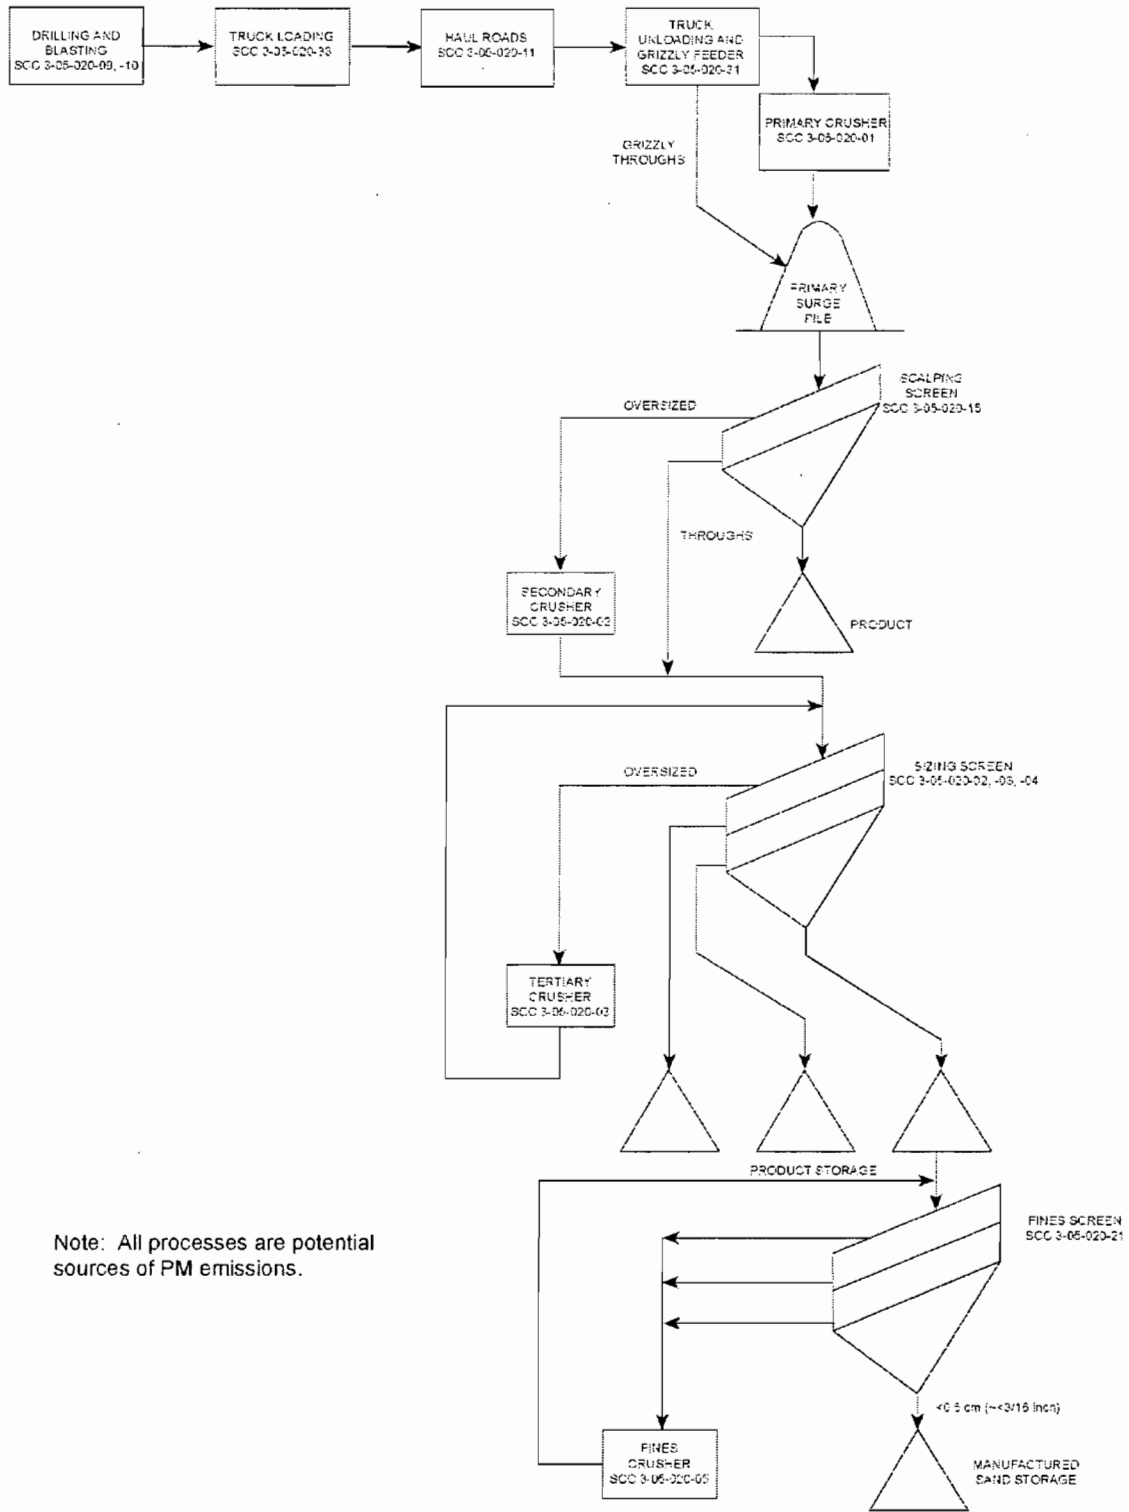 DRILLING AND
BLASTING
SCC 3-05-020-09, -10
TRUCK LOADING
SCC 3-05-020-33
HAUL ROADS
SCC 3-05-020-11
TRUCK
UNLOADING AND
GRIZZLY FEEDER
SCC 3-05-020-31
PRIMARY CRUSHER
SCC 3-05-020-01
GRIZZLY
THROUGHS
PRIMARY
SURGE
PILE
SCALPING
SCREEN
SCC 3-05-020-15
OVERSIZED
THROUGHS
SECONDARY
CRUSHER
SCC 3-05-020-02
PRODUCT
SIZING SCREEN
SCC 3-05-020-02, -03, -04
OVERSIZED
TERTIARY
CRUSHER
SCC 3-05-020-03
PRODUCT STORAGE
FINES SCREEN
SCC 3-05-020-21
Note: All processes are potential
sources of PM emissions.
<0.5 cm (~<3/16 inch)
FINES
CRUSHER
SCC 3-05-020-05
MANUFACTURED
SAND STORAGE